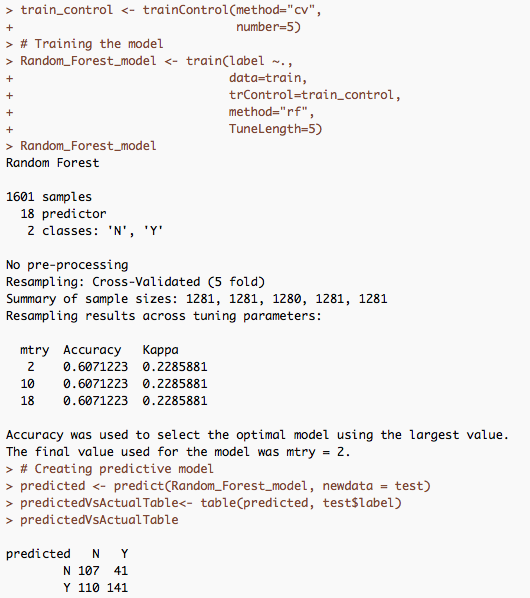 > train_control <- trainControl(method="cv",
+                               number=5)
> # Training the model
> Random_Forest_model <- train(label ~.,
+                              data=train,
+                              trControl=train_control,
+                              method="rf",
+                              TuneLength=5)
> Random_Forest_model
Random Forest

1601 samples
  18 predictor
   2 classes: 'N', 'Y'

No pre-processing
Resampling: Cross-Validated (5 fold)
Summary of sample sizes: 1281, 1281, 1280, 1281, 1281
Resampling results across tuning parameters:

  mtry  Accuracy   Kappa
   2    0.6071223  0.2285881
  10    0.6071223  0.2285881
  18    0.6071223  0.2285881

Accuracy was used to select the optimal model using the largest value.
The final value used for the model was mtry = 2.
> # Creating predictive model
> predicted <- predict(Random_Forest_model, newdata = test)
> predictedVsActualTable<- table(predicted, test$label)
> predictedVsActualTable

predicted   N   Y
        N 107  41
        Y 110 141